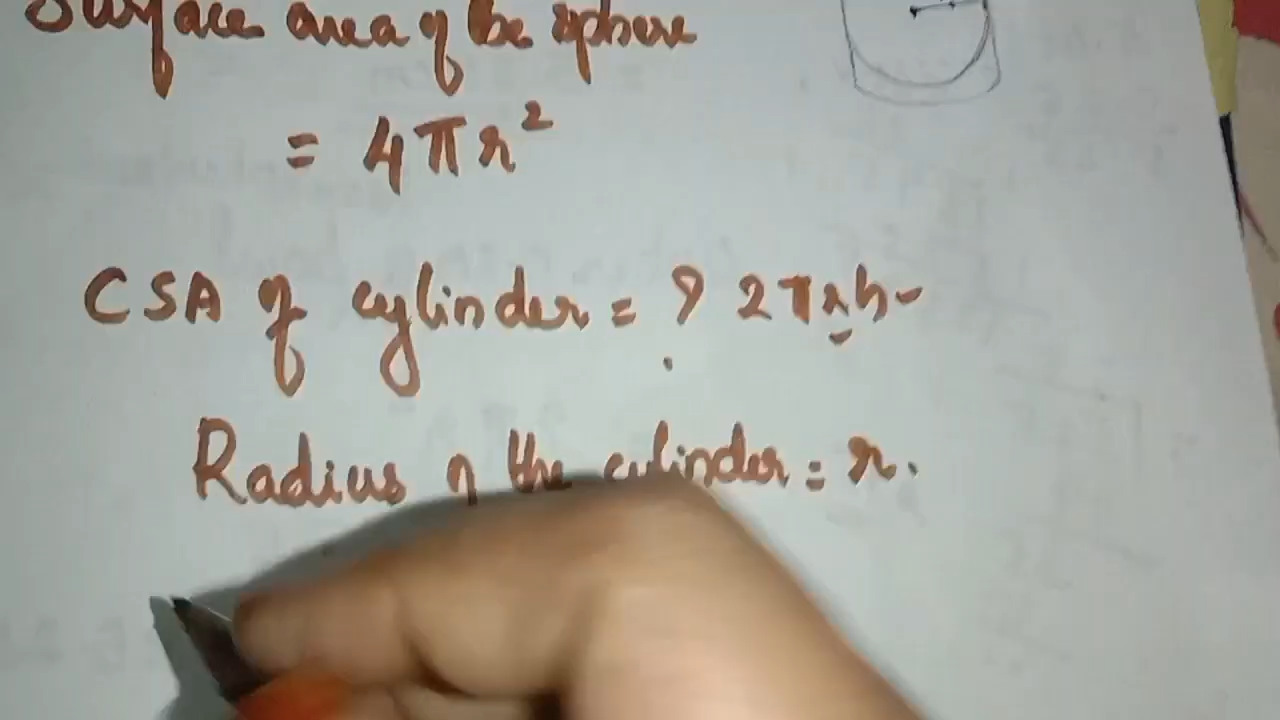 Surface area of the sphere
= 4πr²
CSA of cylinder = ? 2πrh
Radius of the cylinder = r.